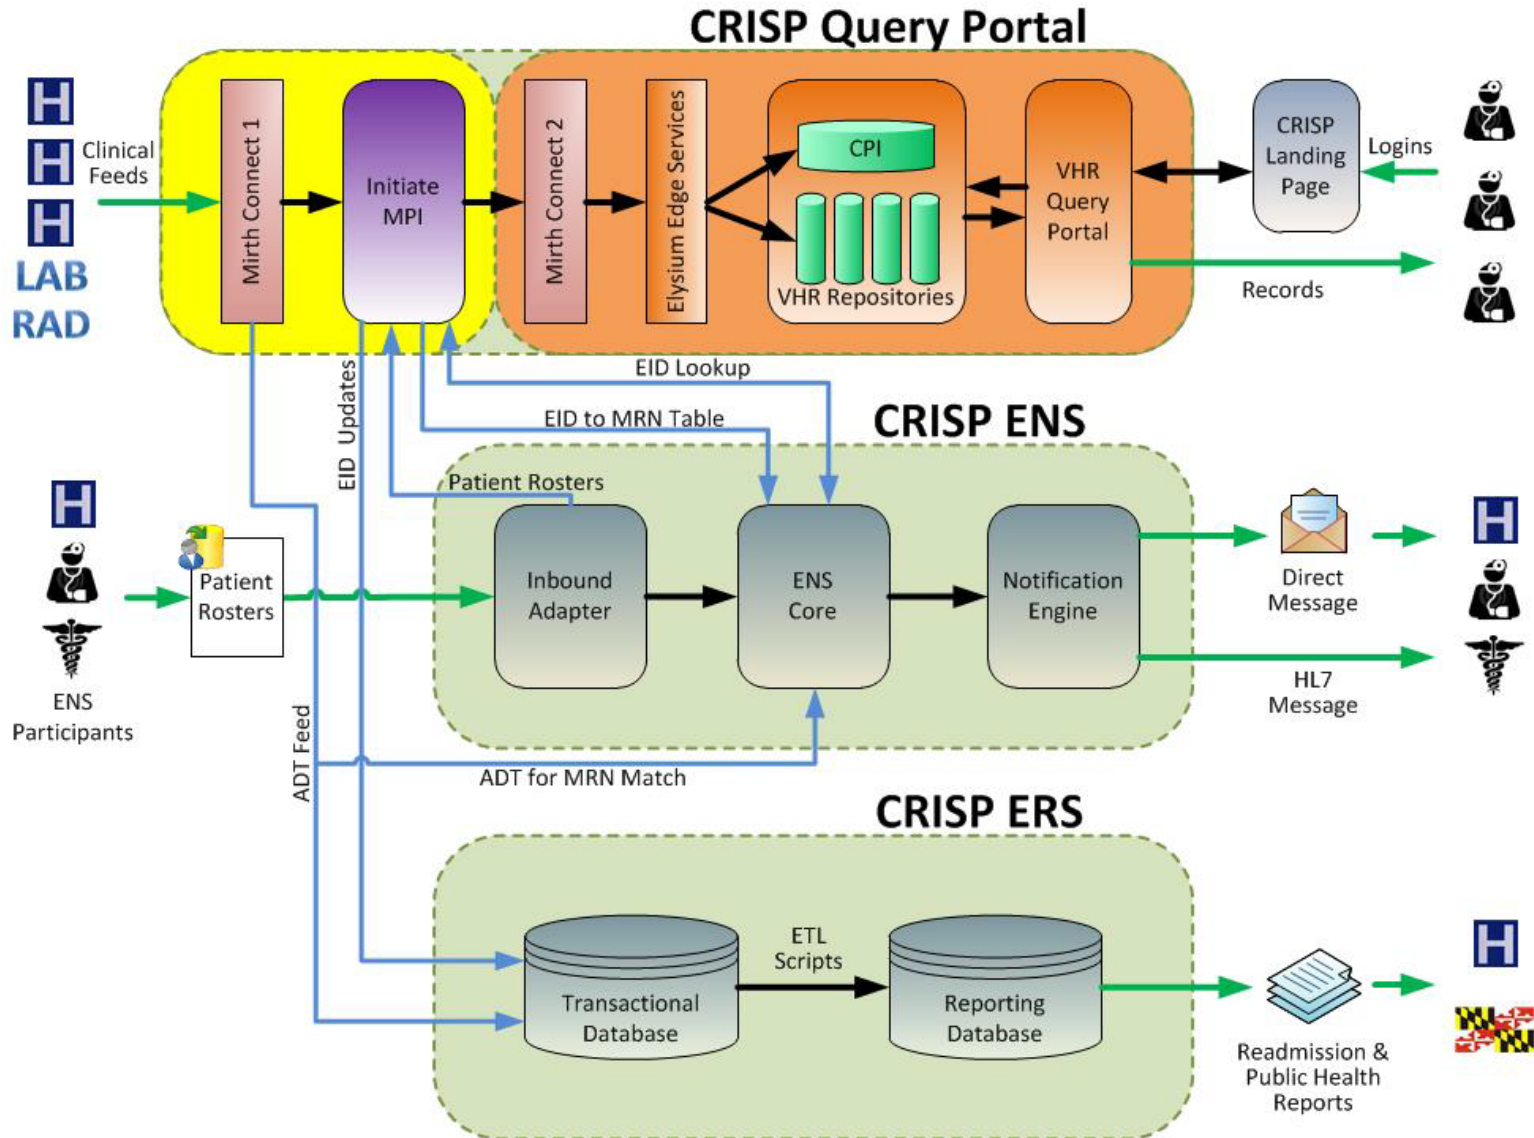 CRISP Query Portal
H
H
H
LAB
RAD
Clinical
Feeds
Mirth Connect 1
Initiate
MPI
Mirth Connect 2
Elysium Edge Services
CPI
VHR Repositories
VHR
Query
Portal
CRISP
Landing
Page
Logins
Records
EID Lookup
EID to MRN Table
EID Updates
CRISP ENS
Patient Rosters
H
ENS
Participants
Patient
Rosters
Inbound
Adapter
ENS
Core
Notification
Engine
Direct
Message
HL7
Message
H
ADT Feed
ADT for MRN Match
CRISP ERS
Transactional
Database
ETL
Scripts
Reporting
Database
Readmission &
Public Health
Reports
H